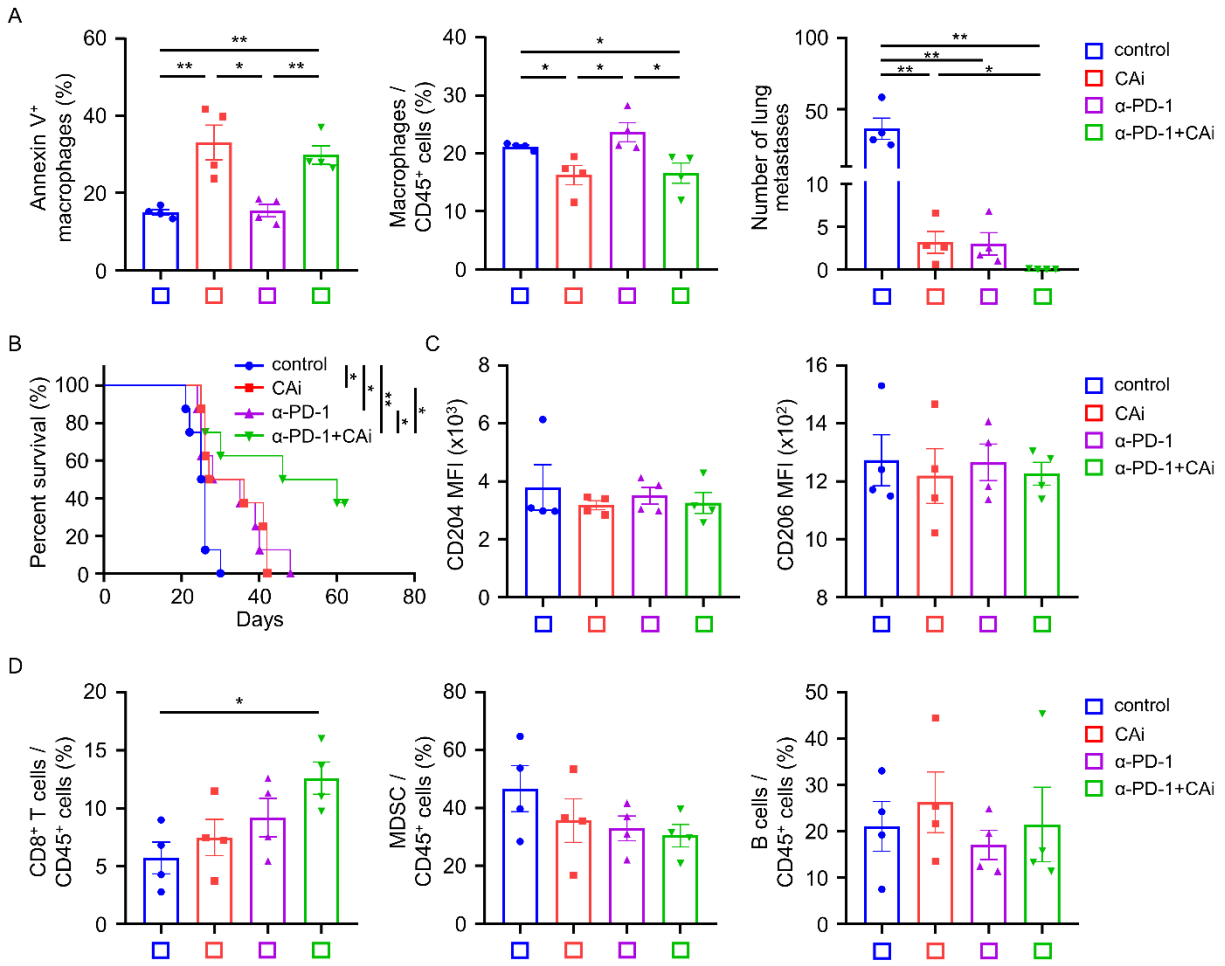 A
Annexin V⁺
macrophages (%)
60
40
20
0
**
**
*
**
Macrophages /
CD45⁺ cells (%)
40
30
20
10
0
*
*
*
*
Number of lung
metastases
100
50
10
5
0
**
**
**
*
control
CAi
α-PD-1
α-PD-1+CAi
B
Percent survival (%)
100
80
60
40
20
0
0
20
40
60
80
Days
control
CAi
α-PD-1
α-PD-1+CAi
*
*
**
*
*
C
CD204 MFI (x10³)
8
6
4
2
0
CD206 MFI (x10²)
16
14
12
10
8
control
CAi
α-PD-1
α-PD-1+CAi
D
CD8⁺ T cells /
CD45⁺ cells (%)
20
15
10
5
0
*
MDSC /
CD45⁺ cells (%)
80
60
40
20
0
B cells /
CD45⁺ cells (%)
50
40
30
20
10
0
control
CAi
α-PD-1
α-PD-1+CAi